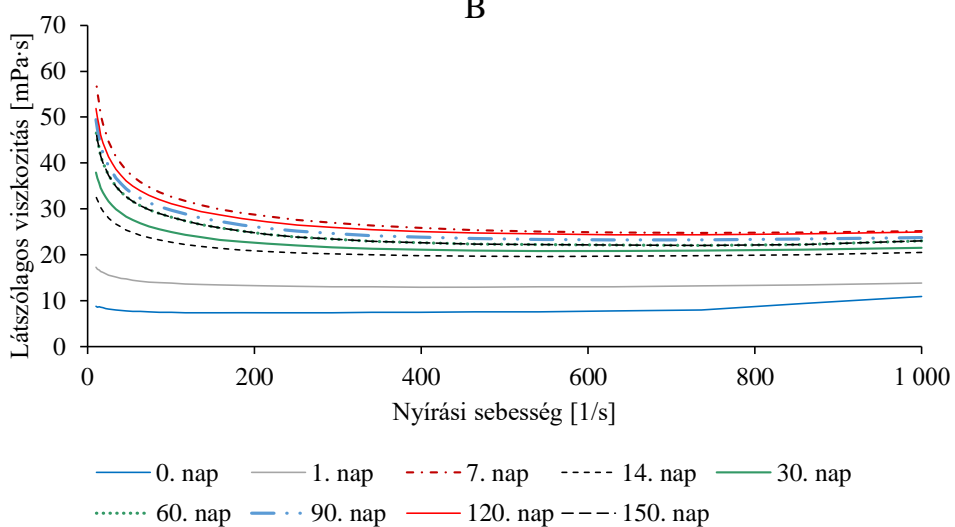 B
Látszólagos viszkozitás [mPa·s]
70
60
50
40
30
20
10
0
0 200 400 600 800 1 000
Nyírási sebesség [1/s]
0. nap 1. nap 7. nap 14. nap 30. nap
60. nap 90. nap 120. nap 150. nap